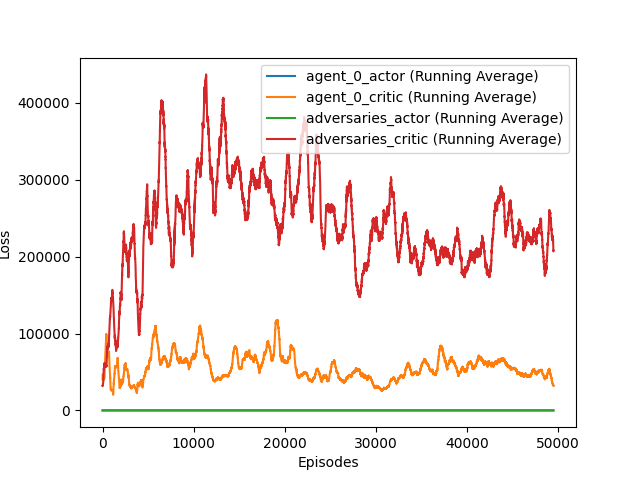 agent_0_actor (Running Average)
agent_0_critic (Running Average)
adversaries_actor (Running Average)
adversaries_critic (Running Average)
400000
300000
200000
100000
0
Loss
0 10000 20000 30000 40000 50000
Episodes